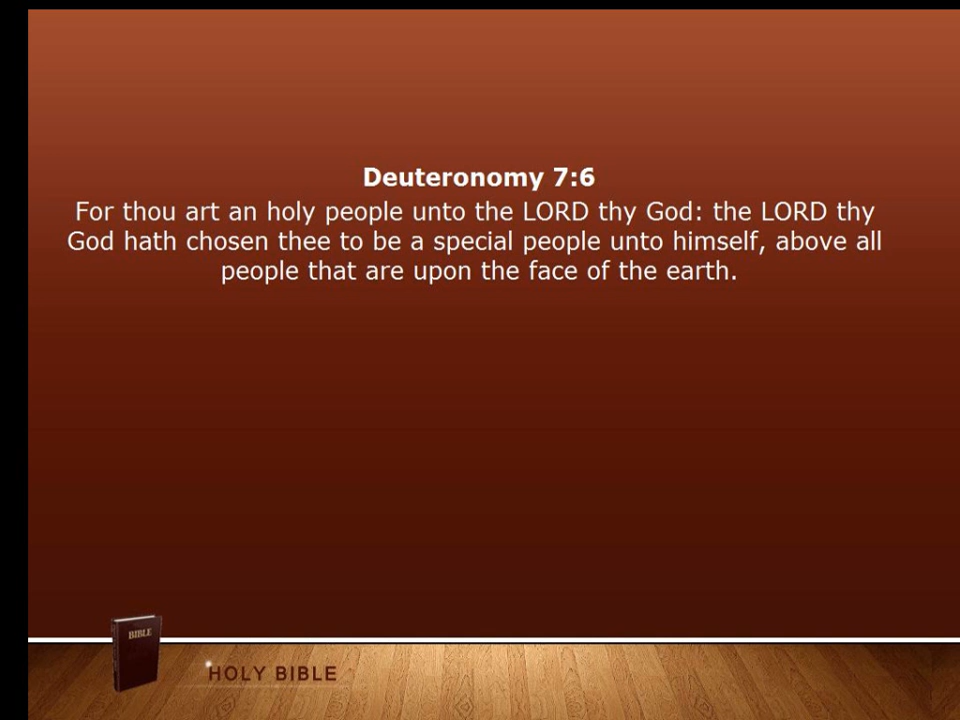 Deuteronomy 7:6
For thou art an holy people unto the LORD thy God: the LORD thy
God hath chosen thee to be a special people unto himself, above all
people that are upon the face of the earth.
BIBLE
HOLY BIBLE